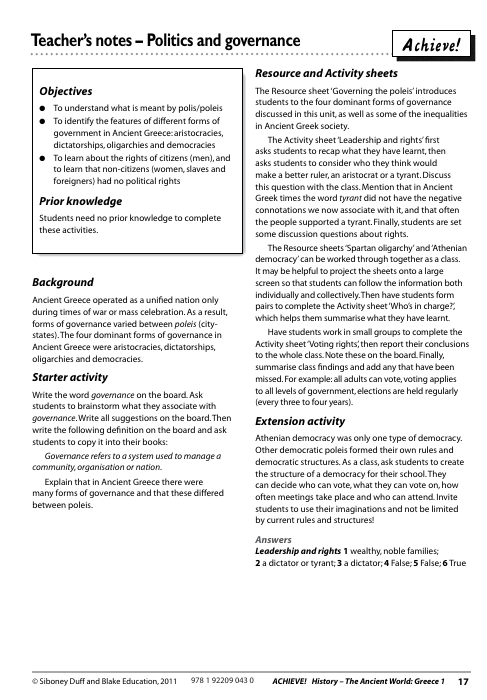 Teacher's notes – Politics and governance
Achieve!
Objectives
● To understand what is meant by polis/poleis
● To identify the features of different forms of
government in Ancient Greece: aristocracies,
dictatorships, oligarchies and democracies
● To learn about the rights of citizens (men), and
to learn that non-citizens (women, slaves and
foreigners) had no political rights
Prior knowledge
Students need no prior knowledge to complete
these activities.
Background
Ancient Greece operated as a unified nation only
during times of war or mass celebration. As a result,
forms of governance varied between poleis (city-
states). The four dominant forms of governance in
Ancient Greece were aristocracies, dictatorships,
oligarchies and democracies.
Starter activity
Write the word governance on the board. Ask
students to brainstorm what they associate with
governance. Write all suggestions on the board. Then
write the following definition on the board and ask
students to copy it into their books:
Governance refers to a system used to manage a
community, organisation or nation.
Explain that in Ancient Greece there were
many forms of governance and that these differed
between poleis.
Resource and Activity sheets
The Resource sheet 'Governing the poleis' introduces
students to the four dominant forms of governance
discussed in this unit, as well as some of the inequalities
in Ancient Greek society.
The Activity sheet 'Leadership and rights' first
asks students to recap what they have learnt, then
asks students to consider who they think would
make a better ruler, an aristocrat or a tyrant. Discuss
this question with the class. Mention that in Ancient
Greek times the word tyrant did not have the negative
connotations we now associate with it, and that often
the people supported a tyrant. Finally, students are set
some discussion questions about rights.
The Resource sheets 'Spartan oligarchy' and 'Athenian
democracy' can be worked through together as a class.
It may be helpful to project the sheets onto a large
screen so that students can follow the information both
individually and collectively. Then have students form
pairs to complete the Activity sheet 'Who's in charge?',
which helps them summarise what they have learnt.
Have students work in small groups to complete the
Activity sheet 'Voting rights', then report their conclusions
to the whole class. Note these on the board. Finally,
summarise class findings and add any that have been
missed. For example: all adults can vote, voting applies
to all levels of government, elections are held regularly
(every three to four years).
Extension activity
Athenian democracy was only one type of democracy.
Other democratic poleis formed their own rules and
democratic structures. As a class, ask students to create
the structure of a democracy for their school. They
can decide who can vote, what they can vote on, how
often meetings take place and who can attend. Invite
students to use their imaginations and not be limited
by current rules and structures!
Answers
Leadership and rights 1 wealthy, noble families;
2 a dictator or tyrant; 3 a dictator; 4 False; 5 False; 6 True
© Siboney Duff and Blake Education, 2011 978 1 92209 043 0 ACHIEVE! History – The Ancient World: Greece 1 17